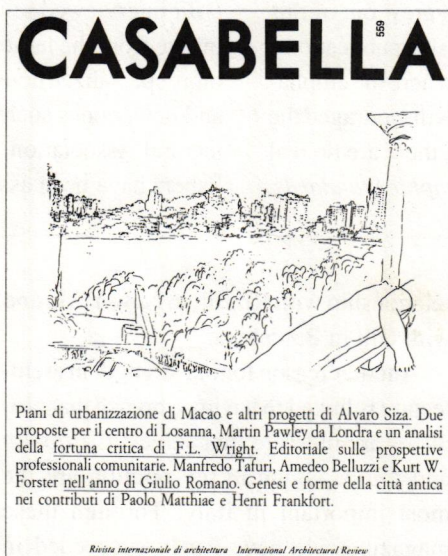 CASABELLA
559
Piani di urbanizzazione di Macao e altri progetti di Alvaro Siza. Due
proposte per il centro di Losanna, Martin Pawley da Londra e un'analisi
della fortuna critica di F.L. Wright. Editoriale sulle prospettive
professionali comunitarie. Manfredo Tafuri, Amedeo Belluzzi e Kurt W.
Forster nell'anno di Giulio Romano. Genesi e forme della città antica
nei contributi di Paolo Matthiae e Henri Frankfort.
Rivista internazionale di architettura International Architectural Review